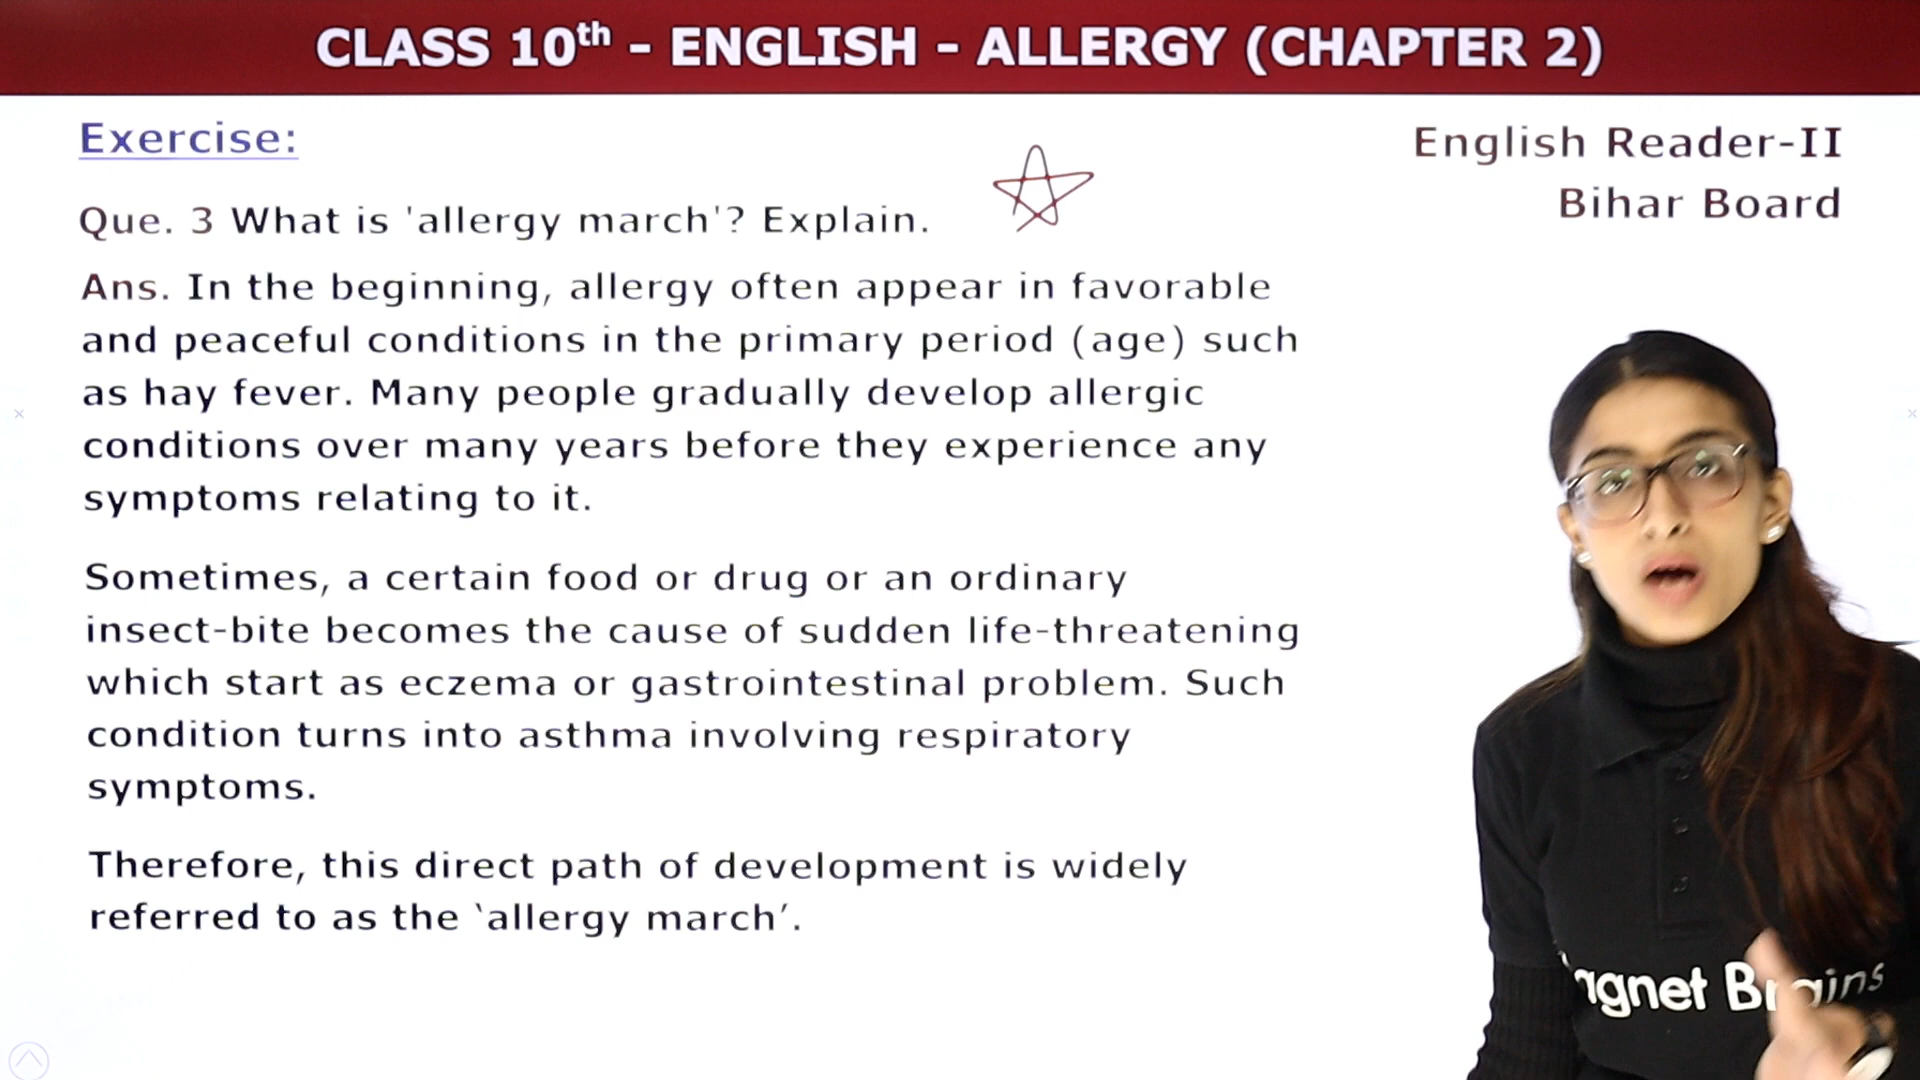 CLASS 10th - ENGLISH - ALLERGY (CHAPTER 2)
Exercise:
English Reader-II
Bihar Board
Que. 3 What is 'allergy march'? Explain.
Ans. In the beginning, allergy often appear in favorable
and peaceful conditions in the primary period (age) such
as hay fever. Many people gradually develop allergic
conditions over many years before they experience any
symptoms relating to it.
Sometimes, a certain food or drug or an ordinary
insect-bite becomes the cause of sudden life-threatening
which start as eczema or gastrointestinal problem. Such
condition turns into asthma involving respiratory
symptoms.
Therefore, this direct path of development is widely
referred to as the ‘allergy march’.
agnet Brains